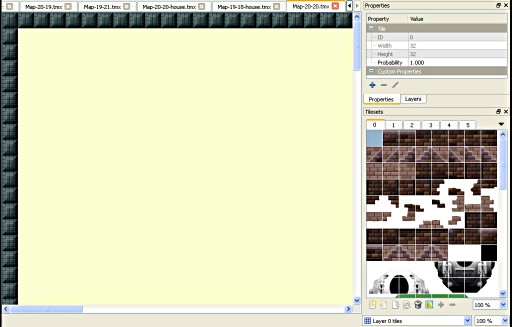 Map-20-19.tmx
Map-19-21.tmx
Map-20-20-house.tmx
Map-19-18-house.tmx
Map-20-20.tmx
Properties
Property Value
Tile
ID 0
Width 32
Height 32
Probability 1.000
Custom Properties
Properties Layers
Tilesets
0 1 2 3 4 5
100 %
Layer 0 tiles 100 %